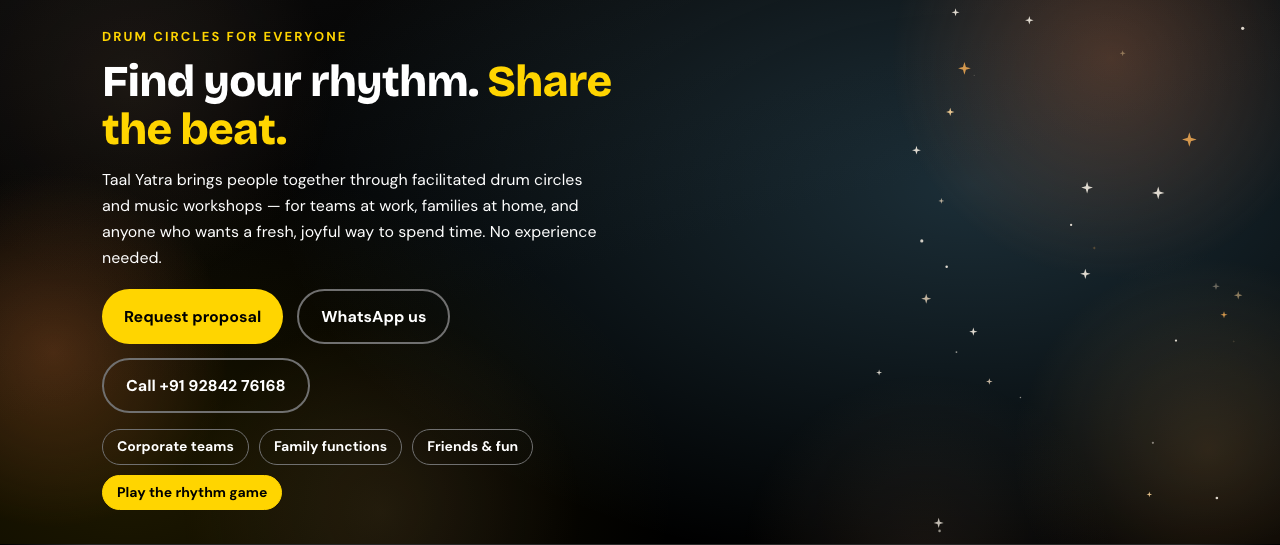 DRUM CIRCLES FOR EVERYONE
Find your rhythm. Share
the beat.
Taal Yatra brings people together through facilitated drum circles
and music workshops — for teams at work, families at home, and
anyone who wants a fresh, joyful way to spend time. No experience
needed.
Request proposal
WhatsApp us
Call +91 92842 76168
Corporate teams
Family functions
Friends & fun
Play the rhythm game